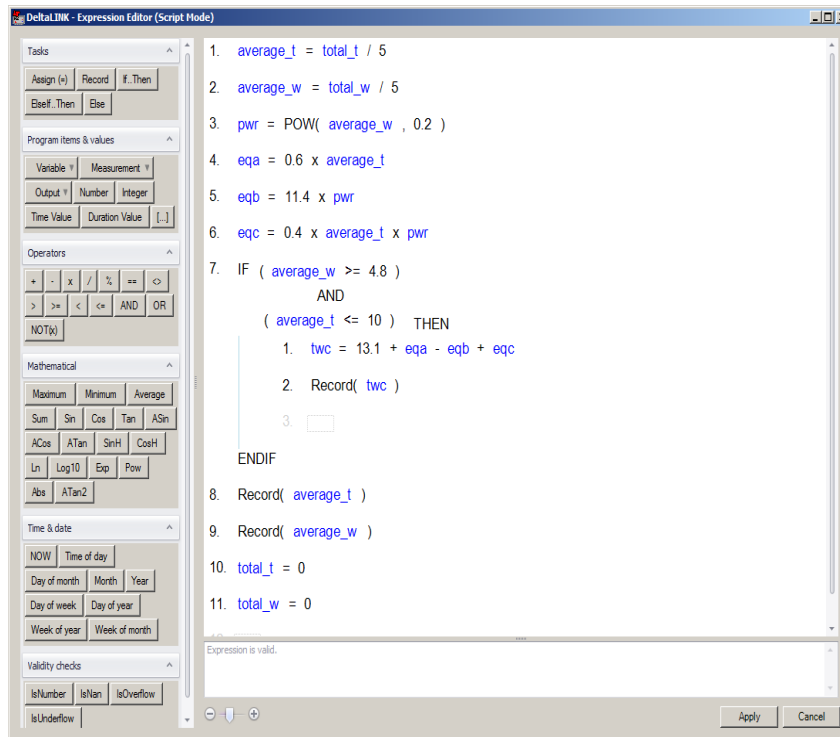 DeltaLINK - Expression Editor (Script Mode)
Tasks
Assign (=) Record If..Then
ElseIf..Then Else
Program items & values
Variable Measurement
Output Number Integer
Time Value Duration Value [...]
Operators
+ - x / % == <>
> >= < <= AND OR
NOT(x)
Mathematical
Maximum Minimum Average
Sum Sin Cos Tan ASin
ACos ATan SinH CosH
Ln Log10 Exp Pow
Abs ATan2
Time & date
NOW Time of day
Day of month Month Year
Day of week Day of year
Week of year Week of month
Validity checks
IsNumber IsNan IsOverflow
IsUnderflow
1. average_t = total_t / 5
2. average_w = total_w / 5
3. pwr = POW( average_w , 0.2 )
4. eqa = 0.6 x average_t
5. eqb = 11.4 x pwr
6. eqc = 0.4 x average_t x pwr
7. IF ( average_w >= 4.8 )
AND
( average_t <= 10 ) THEN
1. twc = 13.1 + eqa - eqb + eqc
2. Record( twc )
3.
ENDIF
8. Record( average_t )
9. Record( average_w )
10. total_t = 0
11. total_w = 0
Expression is valid.
Apply Cancel